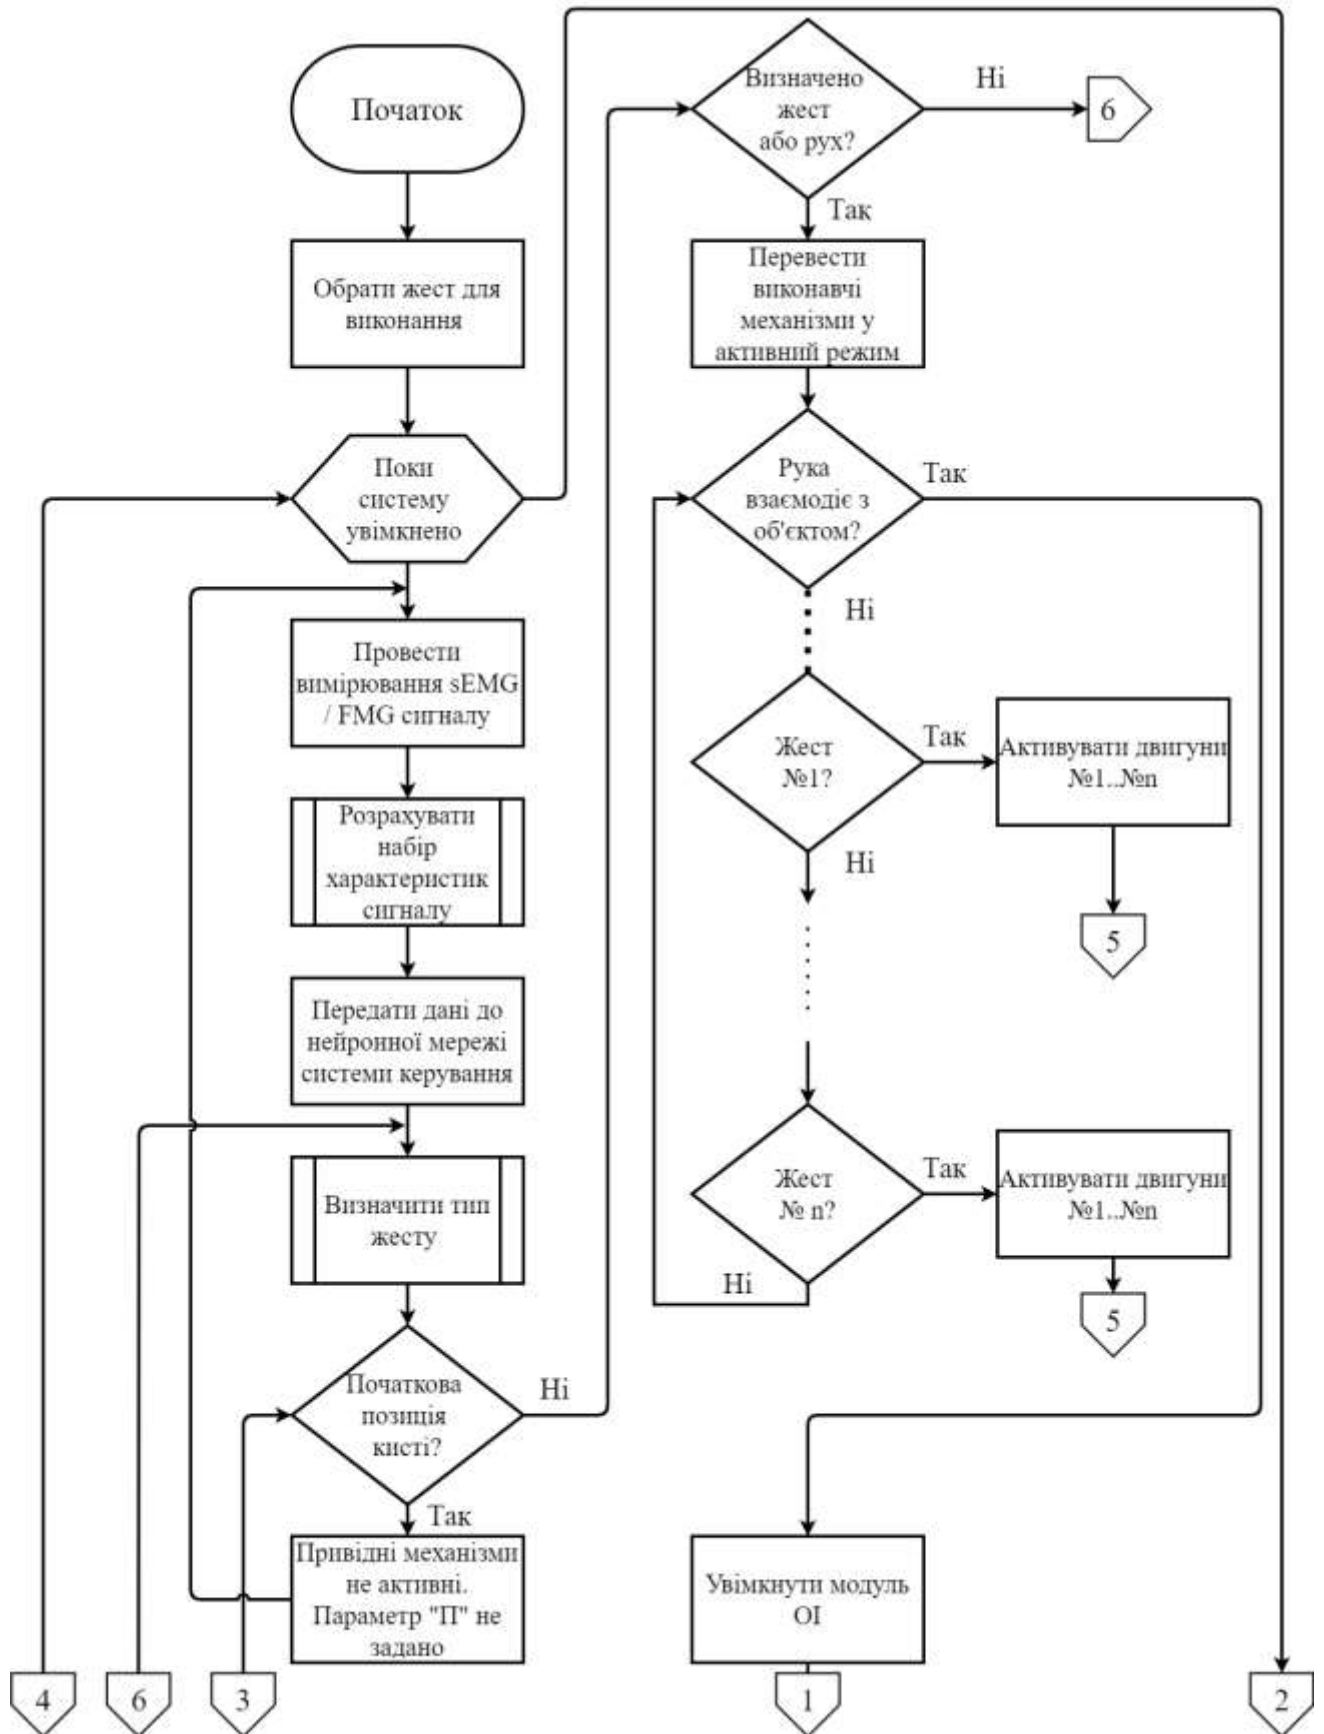 Початок
Обрати жест для
виконання
Поки
систему
увімкнено
Провести
вимірювання sEMG
/ FMG сигналу
Розрахувати
набір
характеристик
сигналу
Передати дані до
нейронної мережі
системи керування
Визначити тип
жесту
Початкова
позиція
кисті?
Ні
Так
Привідні механізми
не активні.
Параметр "П" не
задано
4
6
3
Визначено
жест
або рух?
Ні
6
Так
Перевести
виконавчі
механізми у
активний режим
Рука
взаємодіє з
об'єктом?
Так
Ні
Жест
№1?
Так
Активувати двигуни
№1..№n
5
Ні
Жест
№ n?
Так
Активувати двигуни
№1..№n
5
Ні
Увімкнути модуль
ОІ
1
2